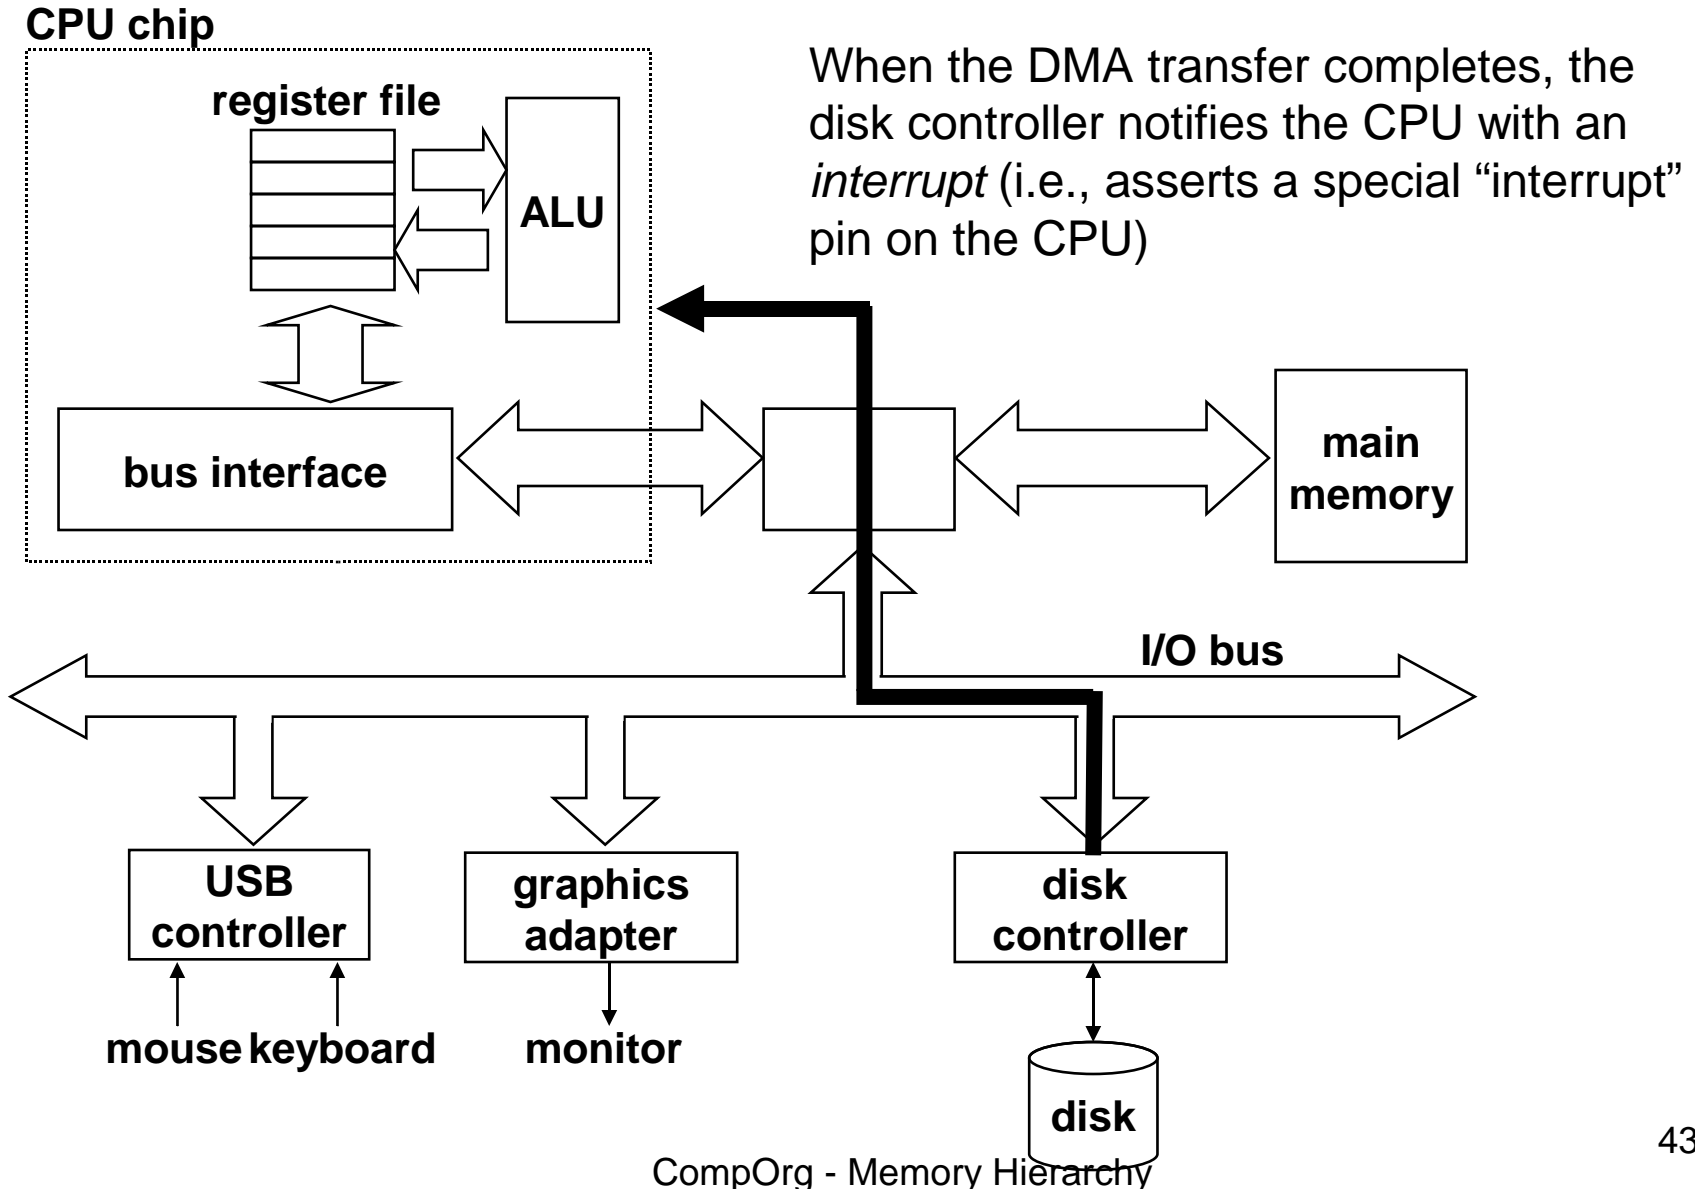 CPU chip
When the DMA transfer completes, the
disk controller notifies the CPU with an
interrupt (i.e., asserts a special “interrupt”
pin on the CPU)
register file
ALU
bus interface
main
memory
I/O bus
USB
controller
graphics
adapter
disk
controller
mouse keyboard
monitor
disk
43
CompOrg - Memory Hierarchy